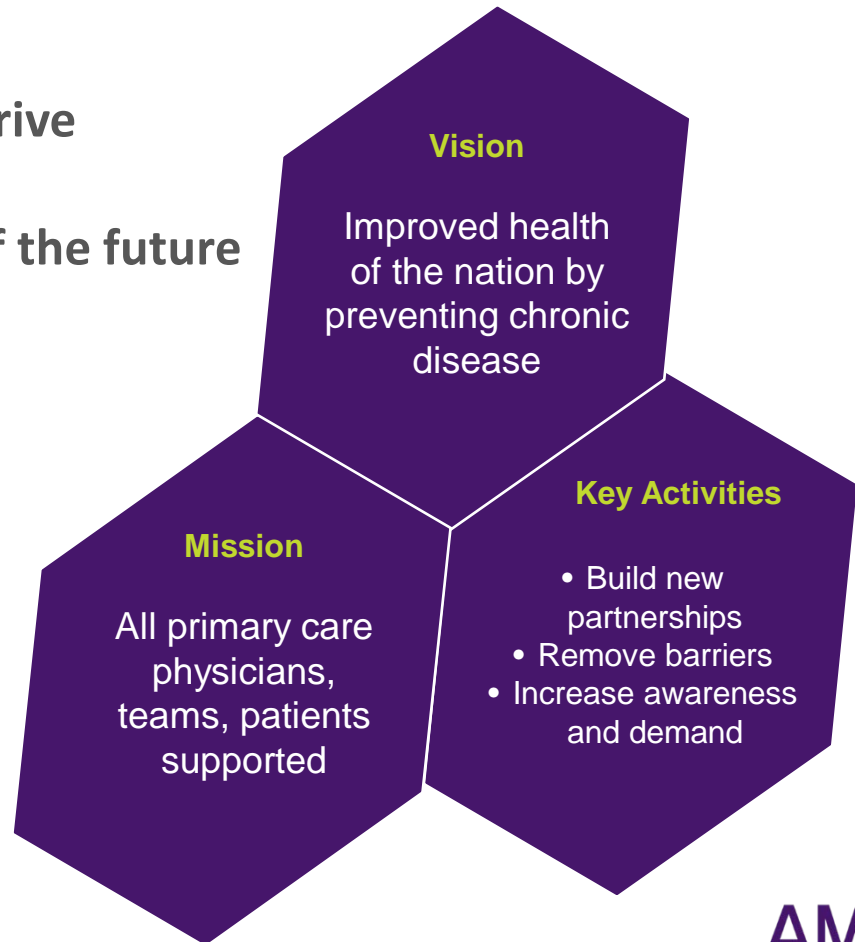 rive
f the future
Vision
Improved health
of the nation by
preventing chronic
disease
Mission
All primary care
physicians,
teams, patients
supported
Key Activities
• Build new
partnerships
• Remove barriers
• Increase awareness
and demand
AM